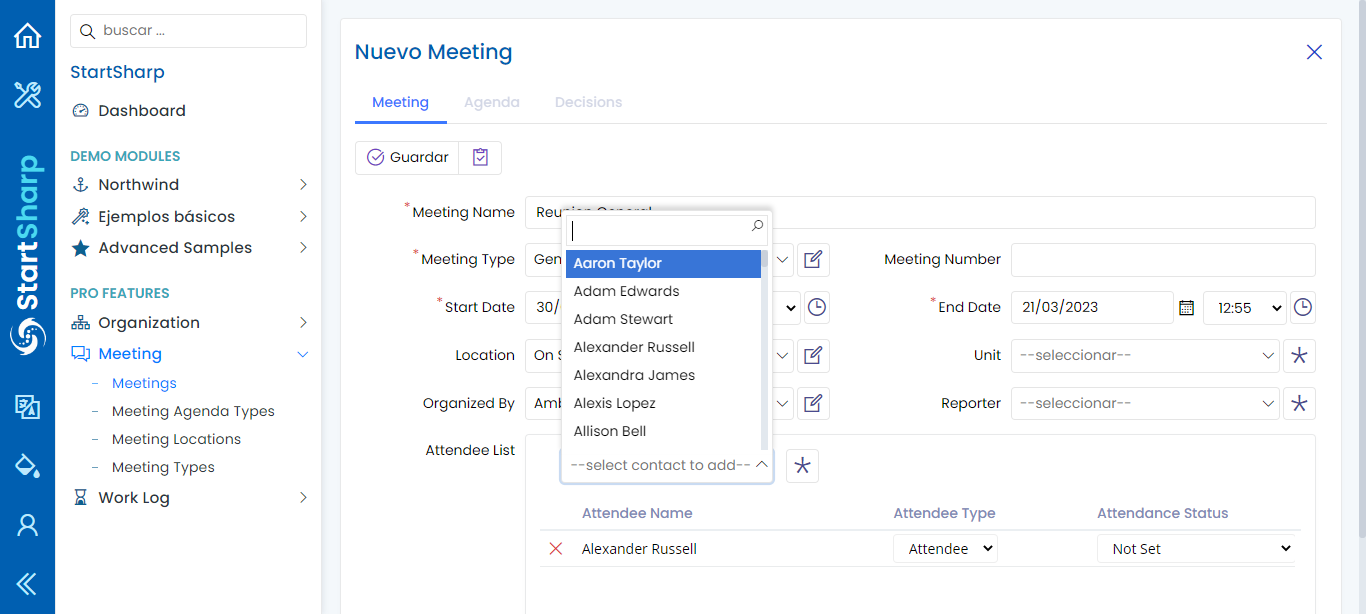 buscar ...
StartSharp
Dashboard
DEMO MODULES
Northwind
Ejemplos básicos
Advanced Samples
PRO FEATURES
Organization
Meeting
Meetings
Meeting Agenda Types
Meeting Locations
Meeting Types
Work Log
StartSharp
Nuevo Meeting
Meeting Agenda Decisions
Guardar
*Meeting Name Reunion General
*Meeting Type Gen Meeting Number
*Start Date 30/ *End Date 21/03/2023 12:55
Location On S Unit --seleccionar--
Organized By Amb Reporter --seleccionar--
Aaron Taylor
Adam Edwards
Adam Stewart
Alexander Russell
Alexandra James
Alexis Lopez
Allison Bell
Attendee List --select contact to add--
Attendee Name Attendee Type Attendance Status
Alexander Russell Attendee Not Set